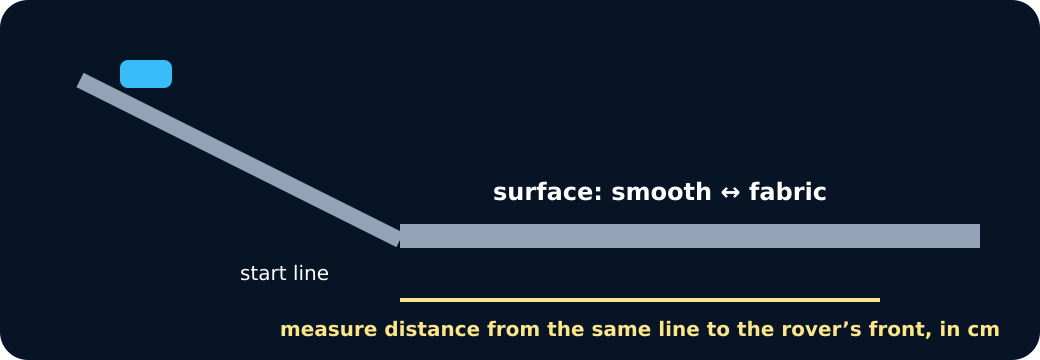 surface: smooth ↔ fabric
start line
measure distance from the same line to the rover’s front, in cm